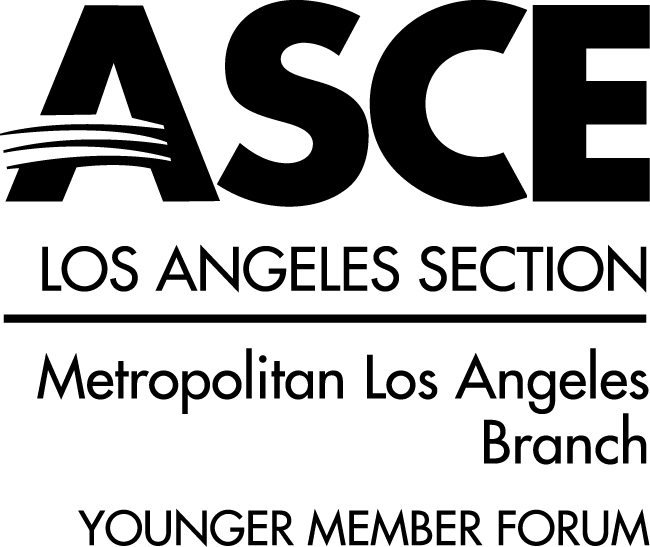 ASCE
LOS ANGELES SECTION
Metropolitan Los Angeles
Branch
YOUNGER MEMBER FORUM